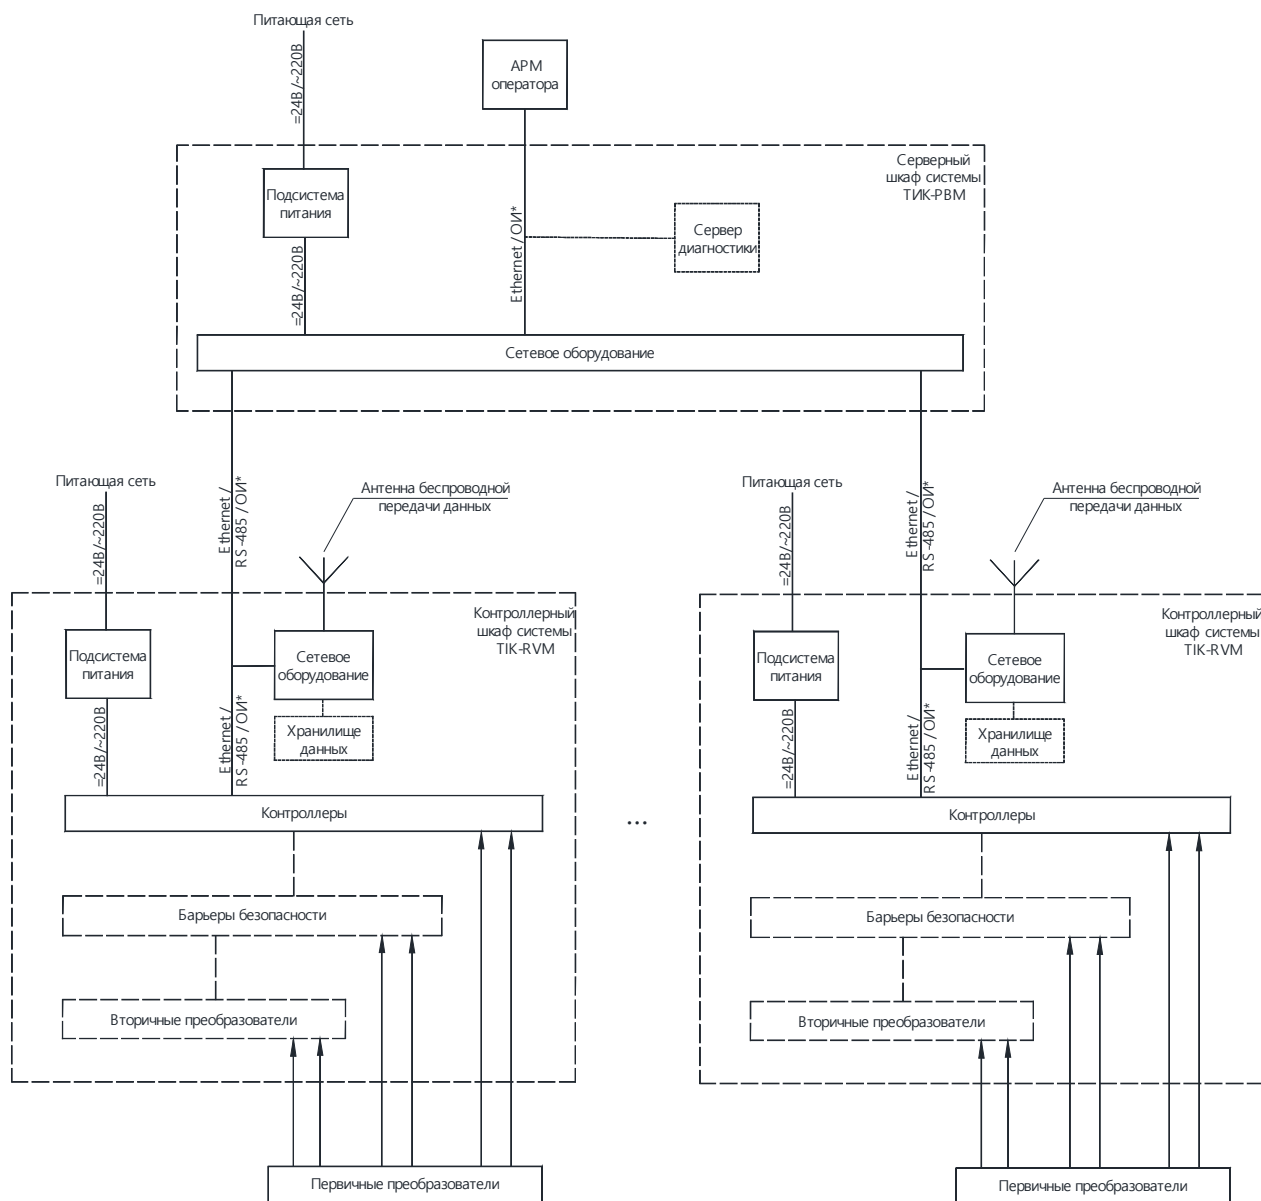 Питающая сеть
=24В/~220В
АРМ
оператора
Серверный
шкаф системы
ТИК-РВМ
Подсистема
питания
=24В/~220В
Ethernet / ОИ*
Сервер
диагностики
Сетевое оборудование
Питающая сеть
=24В/~220В
Ethernet /
RS-485 / ОИ*
Антенна беспроводной
передачи данных
Контроллерный
шкаф системы
TIK-RVM
Подсистема
питания
=24В/~220В
Ethernet /
RS-485 / ОИ*
Сетевое
оборудование
Хранилище
данных
Контроллеры
Барьеры безопасности
Вторичные преобразователи
Первичные преобразователи
...
Питающая сеть
=24В/~220В
Ethernet /
RS-485 / ОИ*
Антенна беспроводной
передачи данных
Контроллерный
шкаф системы
TIK-RVM
Подсистема
питания
=24В/~220В
Ethernet /
RS-485 / ОИ*
Сетевое
оборудование
Хранилище
данных
Контроллеры
Барьеры безопасности
Вторичные преобразователи
Первичные преобразователи